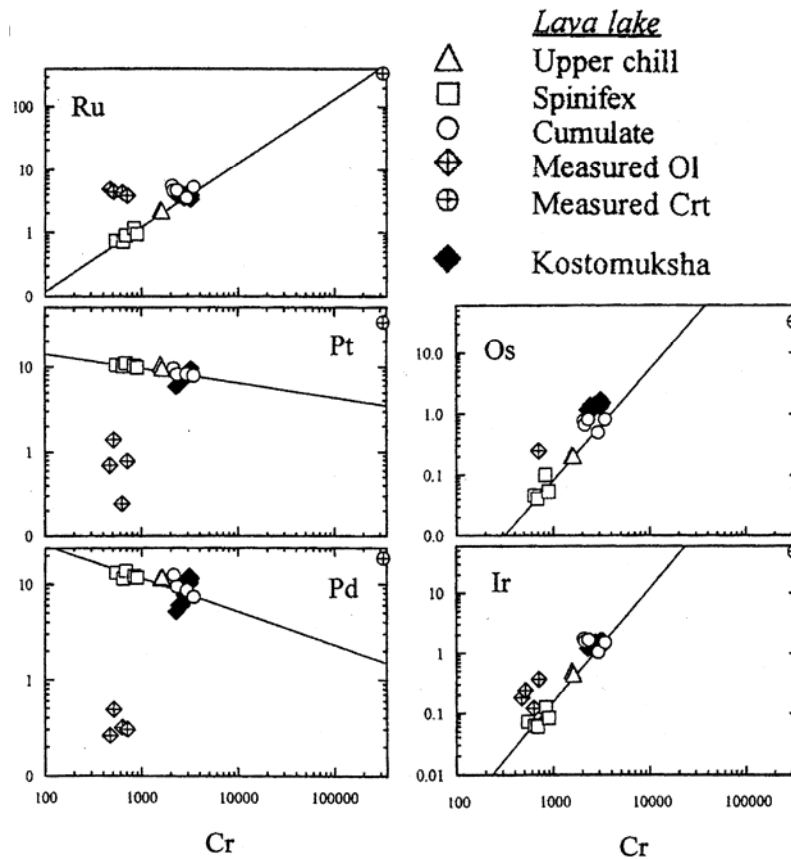 Lava lake
Upper chill
Spinifex
Cumulate
Measured Ol
Measured Crt
Kostomuksha
Ru
100
10
1
0
Pt
10
1
0
Pd
10
1
0
100 1000 10000 100000
Cr
Os
10.0
1.0
0.1
0.0
Ir
10
1
0.1
0.01
100 1000 10000 100000
Cr